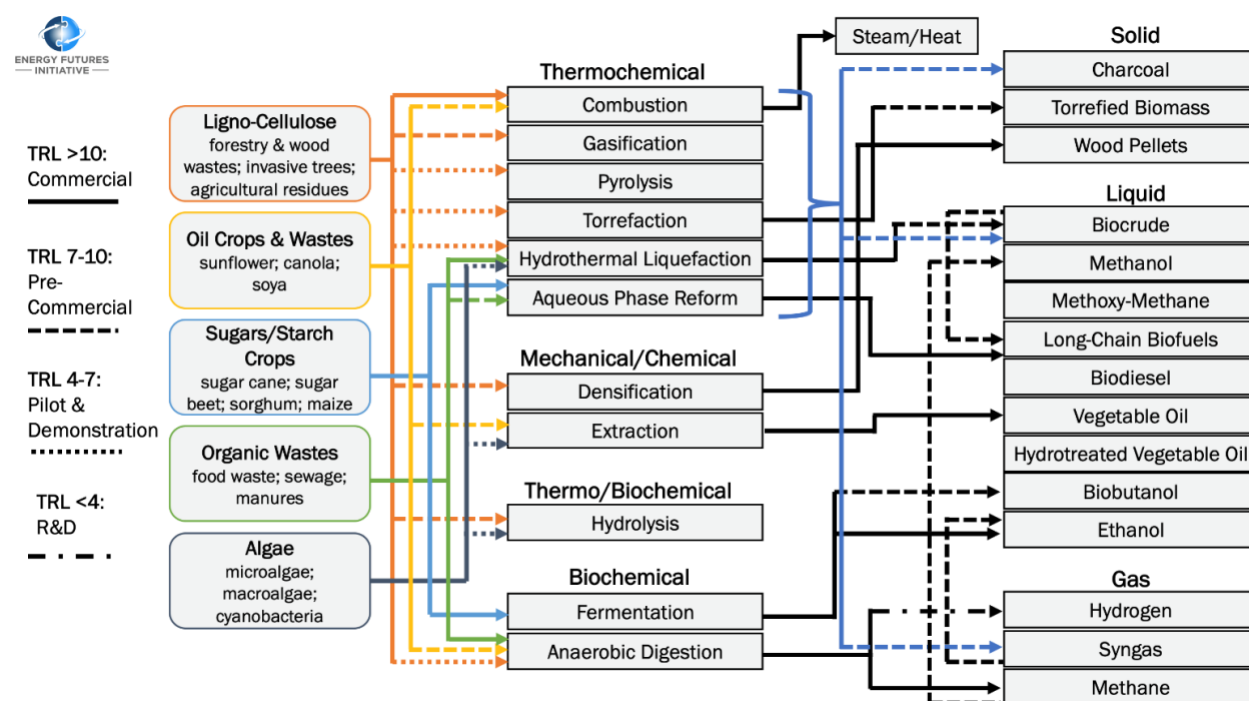 ENERGY FUTURES
INITIATIVE
TRL >10:
Commercial
TRL 7-10:
Pre-
Commercial
TRL 4-7:
Pilot &
Demonstration
TRL <4:
R&D
Ligno-Cellulose
forestry & wood
wastes; invasive trees;
agricultural residues
Oil Crops & Wastes
sunflower; canola;
soya
Sugars/Starch
Crops
sugar cane; sugar
beet; sorghum; maize
Organic Wastes
food waste; sewage;
manures
Algae
microalgae;
macroalgae;
cyanobacteria
Thermochemical
Combustion
Gasification
Pyrolysis
Torrefaction
Hydrothermal Liquefaction
Aqueous Phase Reform
Mechanical/Chemical
Densification
Extraction
Thermo/Biochemical
Hydrolysis
Biochemical
Fermentation
Anaerobic Digestion
Steam/Heat
Solid
Charcoal
Torrefied Biomass
Wood Pellets
Liquid
Biocrude
Methanol
Methoxy-Methane
Long-Chain Biofuels
Biodiesel
Vegetable Oil
Hydrotreated Vegetable Oil
Biobutanol
Ethanol
Gas
Hydrogen
Syngas
Methane